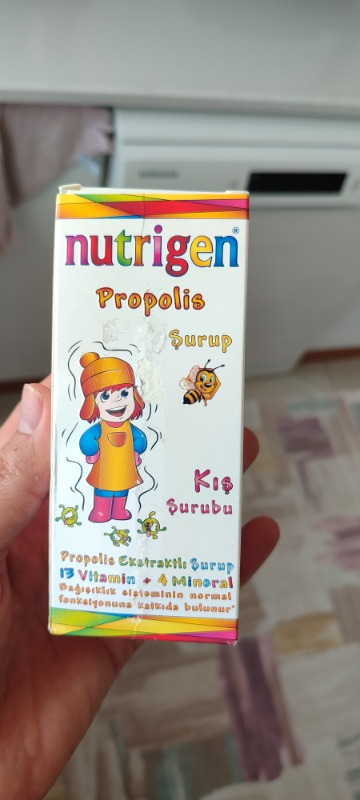 nutrigen®
Propolis
Şurup
Kış
Şurubu
Propolis Ekstraktlı Şurup
13 Vitamin + 4 Mineral
Bağışıklık sisteminin normal
fonksiyonuna katkıda bulunur*